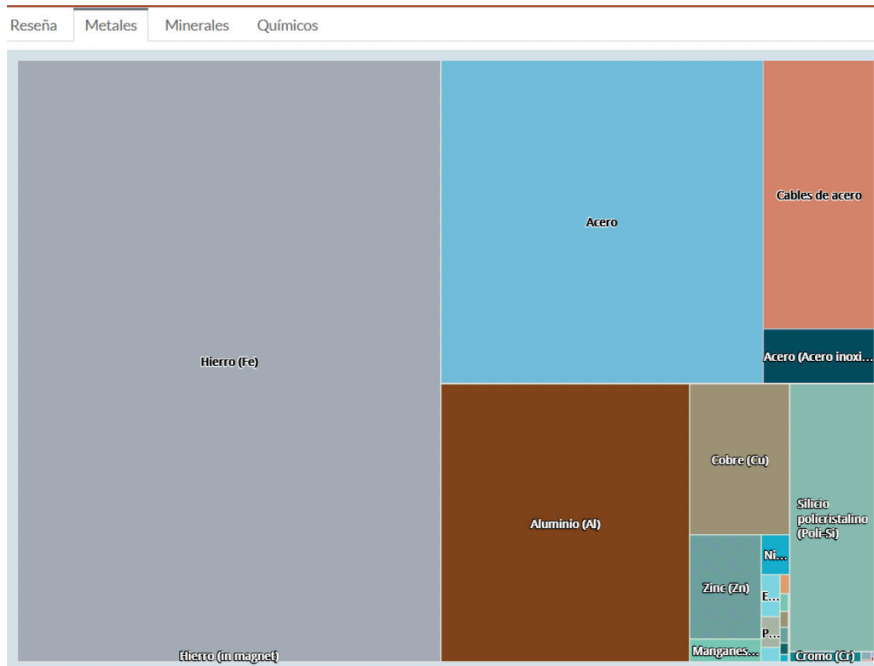 Reseña Metales Minerales Químicos
Hierro (Fe)
Hierro (in magnet)
Acero
Cables de acero
Acero (Acero inoxi...
Aluminio (Al)
Cobre (Cu)
Zinc (Zn)
Manganes...
Ni...
E...
P...
Silicio
policristalino
(Poli-Si)
Cromo (Cr)